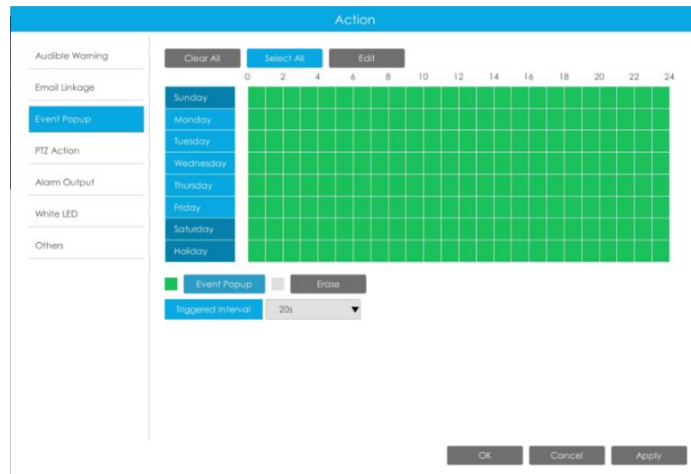 Action
Audible Warning
Email Linkage
Event Popup
PTZ Action
Alarm Output
White LED
Others
Clear All Select All Edit
0 2 4 6 8 10 12 14 16 18 20 22 24
Sunday
Monday
Tuesday
Wednesday
Thursday
Friday
Saturday
Holiday
Event Popup Erase
Triggered Interval 20s
OK Cancel Apply